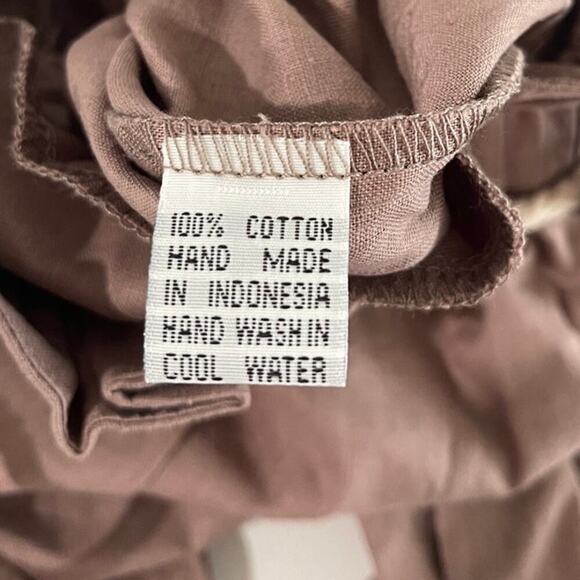 100% COTTON
HAND MADE
IN INDONESIA
HAND WASH IN
COOL WATER